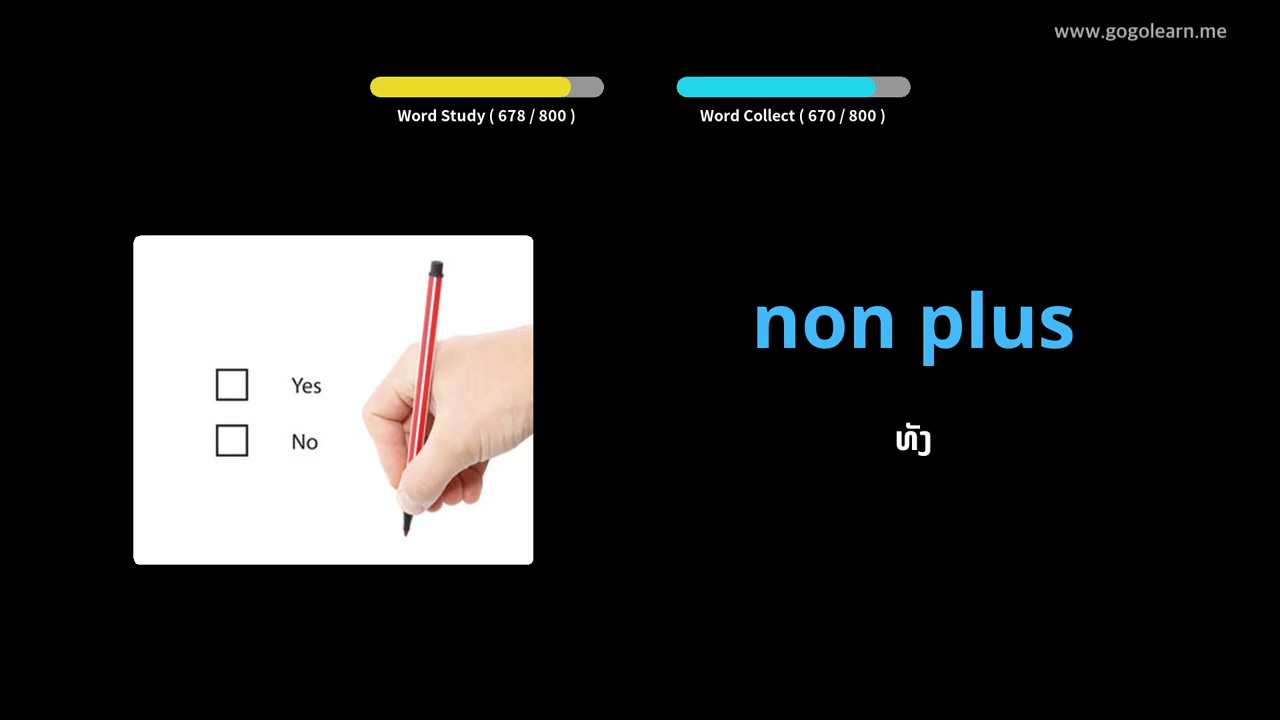 www.gogolearn.me
Word Study ( 678 / 800 )
Word Collect ( 670 / 800 )
Yes
No
non plus
ທັງ